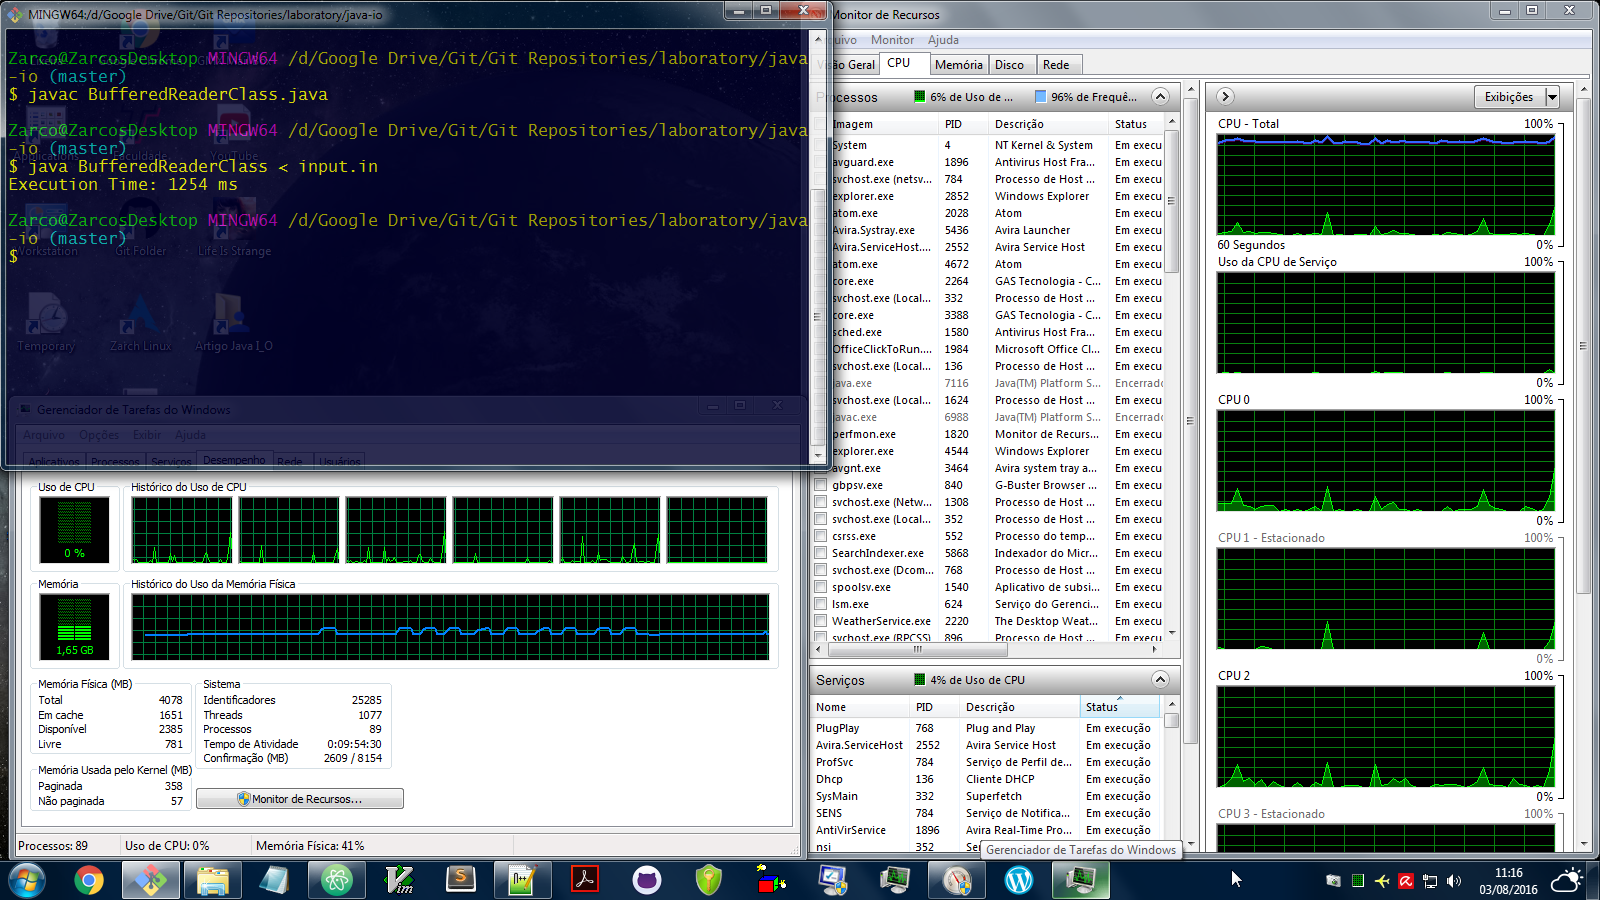 MINGW64:/d/Google Drive/Git/Git Repositories/laboratory/java-io
Zarco@ZarcosDesktop MINGW64 /d/Google Drive/Git/Git Repositories/laboratory/java
-io (master)
$ javac BufferedReaderClass.java
Zarco@ZarcosDesktop MINGW64 /d/Google Drive/Git/Git Repositories/laboratory/java
-io (master)
$ java BufferedReaderClass < input.in
Execution Time: 1254 ms
Zarco@ZarcosDesktop MINGW64 /d/Google Drive/Git/Git Repositories/laboratory/java
-io (master)
$
YouTube
Workstation
Git Folder
Life Is Strange
Temporary
Zarch Linux
Artigo Java I_O
Gerenciador de Tarefas do Windows
Arquivo Opções Exibir Ajuda
Aplicativos Processos Serviços Desempenho Rede Usuários
Uso de CPU
Histórico do Uso de CPU
0 %
Memória
Histórico do Uso da Memória Física
1,65 GB
Memória Física (MB)
Total 4078
Em cache 1651
Disponível 2385
Livre 781
Sistema
Identificadores 25285
Threads 1077
Processos 89
Tempo de Atividade 0:09:54:30
Confirmação (MB) 2609 / 8154
Memória Usada pelo Kernel (MB)
Paginada 358
Não paginada 57
Monitor de Recursos...
Processos: 89 Uso de CPU: 0% Memória Física: 41%
Monitor de Recursos
Monitor Ajuda
Geral CPU Memória Disco Rede
Processos 6% de Uso de ... 96% de Frequê...
Imagem PID Descrição Status
System 4 NT Kernel & System Em execu
avguard.exe 1896 Antivirus Host Fra... Em execu
svchost.exe (netsv... 784 Processo de Host ... Em execu
explorer.exe 2852 Windows Explorer Em execu
atom.exe 2028 Atom Em execu
Avira.Systray.exe 5436 Avira Launcher Em execu
Avira.ServiceHost.... 2552 Avira Service Host Em execu
atom.exe 4672 Atom Em execu
core.exe 2264 GAS Tecnologia - C... Em execu
svchost.exe (Local... 332 Processo de Host ... Em execu
core.exe 3388 GAS Tecnologia - C... Em execu
sched.exe 1580 Antivirus Host Fra... Em execu
OfficeClickToRun.... 1984 Microsoft Office Cl... Em execu
svchost.exe (Local... 136 Processo de Host ... Em execu
java.exe 7116 Java(TM) Platform S... Encerrado
svchost.exe (Local... 1624 Processo de Host ... Em execu
javac.exe 6988 Java(TM) Platform S... Encerrado
perfmon.exe 1820 Monitor de Recurs... Em execu
explorer.exe 4544 Windows Explorer Em execu
avgnt.exe 3464 Avira system tray a... Em execu
gbpsv.exe 840 G-Buster Browser ... Em execu
svchost.exe (Netw... 1308 Processo de Host ... Em execu
svchost.exe (Local... 352 Processo de Host ... Em execu
csrss.exe 552 Processo do temp... Em execu
SearchIndexer.exe 5868 Indexador do Micr... Em execu
svchost.exe (Dcom... 768 Processo de Host ... Em execu
spoolsv.exe 1540 Aplicativo de subsi... Em execu
lsm.exe 624 Serviço do Gerenci... Em execu
WeatherService.exe 2220 The Desktop Weat... Em execu
svchost.exe (RPCSS) 896 Processo de Host ... Em execu
Serviços 4% de Uso de CPU
Nome PID Descrição Status
PlugPlay 768 Plug and Play Em execução
Avira.ServiceHost 2552 Avira Service Host Em execução
ProfSvc 784 Serviço de Perfil de... Em execução
Dhcp 136 Cliente DHCP Em execução
SysMain 332 Superfetch Em execução
SENS 784 Serviço de Notifica... Em execução
AntiVirService 1896 Avira Real-Time Pro... Em execução
nsi 352
Gerenciador de Tarefas do Windows
Exibições
CPU - Total 100%
60 Segundos 0%
Uso da CPU de Serviço 100%
0%
CPU 0 100%
0%
CPU 1 - Estacionado 100%
0%
CPU 2 100%
0%
CPU 3 - Estacionado 100%
11:16
03/08/2016